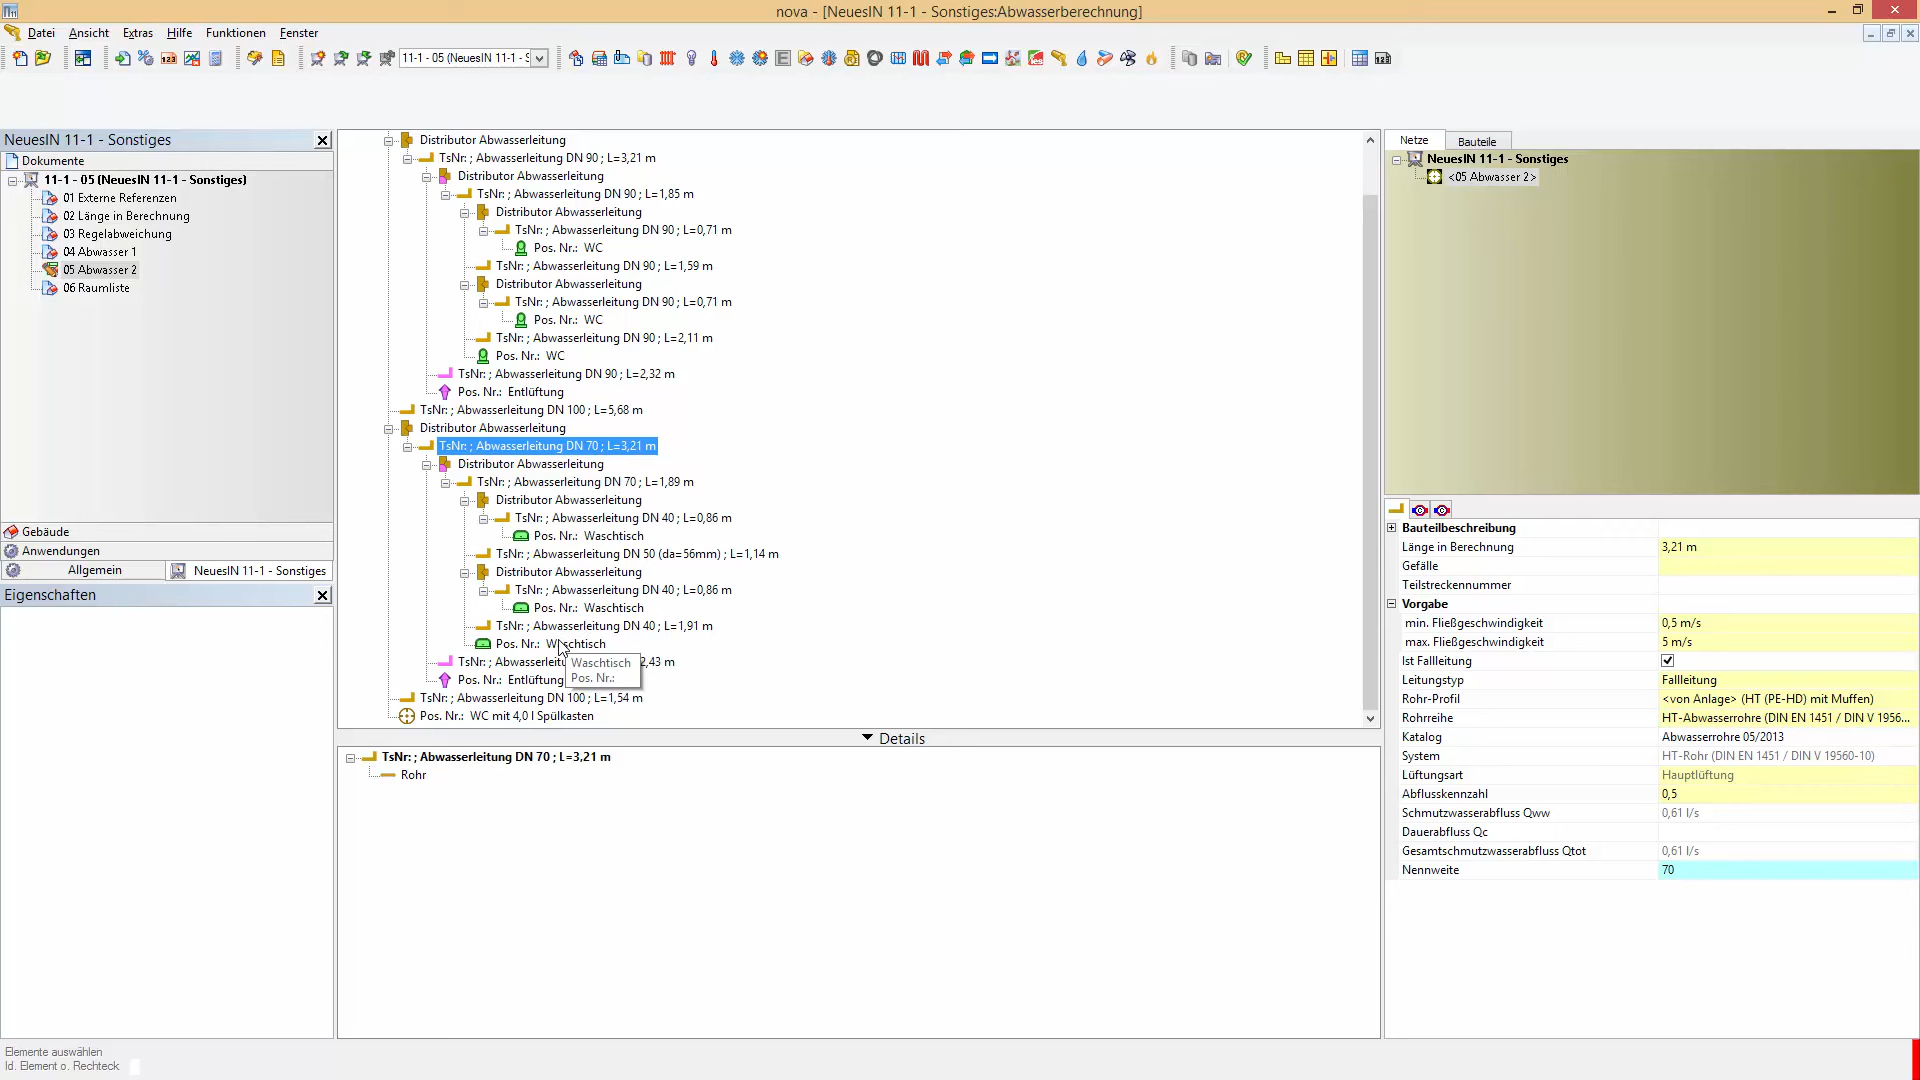 nova - [NeuesIN 11-1 - Sonstiges:Abwasserberechnung]
Datei Ansicht Extras Hilfe Funktionen Fenster
11-1 - 05 (NeuesIN 11-1 - S
NeuesIN 11-1 - Sonstiges
Dokumente
11-1 - 05 (NeuesIN 11-1 - Sonstiges)
01 Externe Referenzen
02 Länge in Berechnung
03 Regelabweichung
04 Abwasser 1
05 Abwasser 2
06 Raumliste
Gebäude
Anwendungen
Allgemein
NeuesIN 11-1 - Sonstiges
Eigenschaften
Distributor Abwasserleitung
TsNr: ; Abwasserleitung DN 90 ; L=3,21 m
Distributor Abwasserleitung
TsNr: ; Abwasserleitung DN 90 ; L=1,85 m
Distributor Abwasserleitung
TsNr: ; Abwasserleitung DN 90 ; L=0,71 m
Pos. Nr.: WC
TsNr: ; Abwasserleitung DN 90 ; L=1,59 m
Distributor Abwasserleitung
TsNr: ; Abwasserleitung DN 90 ; L=0,71 m
Pos. Nr.: WC
TsNr: ; Abwasserleitung DN 90 ; L=2,11 m
Pos. Nr.: WC
TsNr: ; Abwasserleitung DN 90 ; L=2,32 m
Pos. Nr.: Entlüftung
TsNr: ; Abwasserleitung DN 100 ; L=5,68 m
Distributor Abwasserleitung
TsNr: ; Abwasserleitung DN 70 ; L=3,21 m
Distributor Abwasserleitung
TsNr: ; Abwasserleitung DN 70 ; L=1,89 m
Distributor Abwasserleitung
TsNr: ; Abwasserleitung DN 40 ; L=0,86 m
Pos. Nr.: Waschtisch
TsNr: ; Abwasserleitung DN 50 (da=56mm) ; L=1,14 m
Distributor Abwasserleitung
TsNr: ; Abwasserleitung DN 40 ; L=0,86 m
Pos. Nr.: Waschtisch
TsNr: ; Abwasserleitung DN 40 ; L=1,91 m
Pos. Nr.: Waschtisch
TsNr: ; Abwasserleitu 2,43 m
Waschtisch
Pos. Nr.:
Pos. Nr.: Entlüftung
TsNr: ; Abwasserleitung DN 100 ; L=1,54 m
Pos. Nr.: WC mit 4,0 l Spülkasten
Details
TsNr: ; Abwasserleitung DN 70 ; L=3,21 m
Rohr
Netze Bauteile
NeuesIN 11-1 - Sonstiges
<05 Abwasser 2>
Bauteilbeschreibung
Länge in Berechnung 3,21 m
Gefälle
Teilstreckennummer
Vorgabe
min. Fließgeschwindigkeit 0,5 m/s
max. Fließgeschwindigkeit 5 m/s
Ist Fallleitung
Leitungstyp Fallleitung
Rohr-Profil <von Anlage> (HT (PE-HD) mit Muffen)
Rohrreihe HT-Abwasserrohre (DIN EN 1451 / DIN V 1956...
Katalog Abwasserrohre 05/2013
System HT-Rohr (DIN EN 1451 / DIN V 19560-10)
Lüftungsart Hauptlüftung
Abflusskennzahl 0,5
Schmutzwasserabfluss Qww 0,61 l/s
Dauerabfluss Qc
Gesamtschmutzwasserabfluss Qtot 0,61 l/s
Nennweite 70
Elemente auswählen
Id. Element o. Rechteck